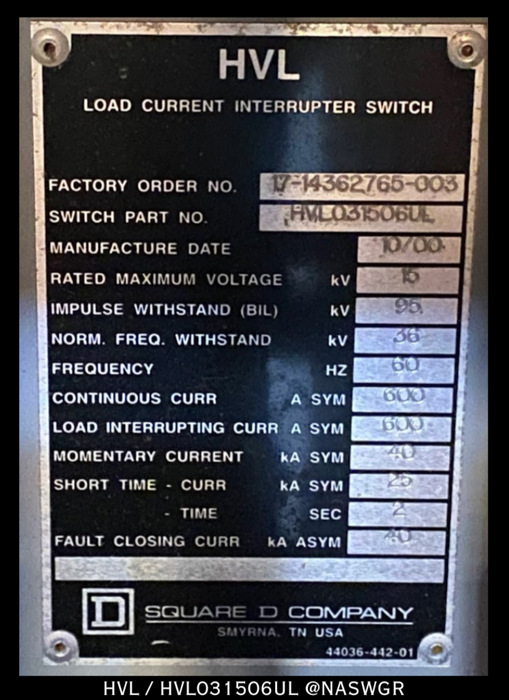 HVL
LOAD CURRENT INTERRUPTER SWITCH
FACTORY ORDER NO. 17-14362765-003
SWITCH PART NO. HVL031506UL
MANUFACTURE DATE 10/00
RATED MAXIMUM VOLTAGE kV 15
IMPULSE WITHSTAND (BIL) kV 95
NORM. FREQ. WITHSTAND kV 36
FREQUENCY HZ 60
CONTINUOUS CURR A SYM 600
LOAD INTERRUPTING CURR A SYM 600
MOMENTARY CURRENT kA SYM 40
SHORT TIME - CURR kA SYM 25
- TIME SEC 2
FAULT CLOSING CURR kA ASYM 40
D SQUARE D COMPANY
SMYRNA, TN USA
44036-442-01
HVL / HVL031506UL @NASWGR